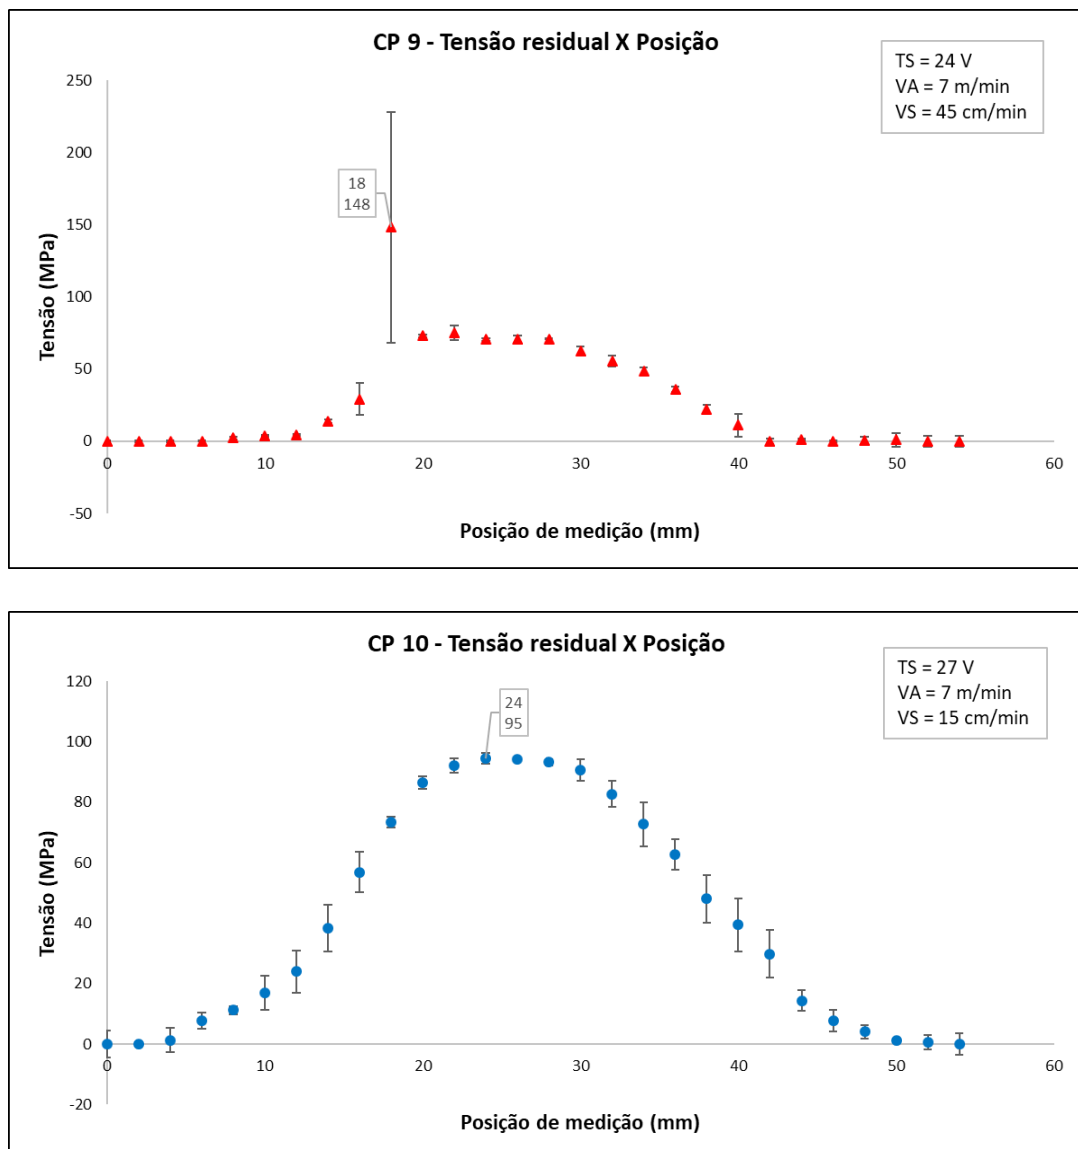 CP 9 - Tensão residual X Posição
TS = 24 V
VA = 7 m/min
VS = 45 cm/min
250
200
150
100
50
0
-50
18
148
Tensão (MPa)
0
10
20
30
40
50
60
Posição de medição (mm)
CP 10 - Tensão residual X Posição
TS = 27 V
VA = 7 m/min
VS = 15 cm/min
120
100
80
60
40
20
0
-20
24
95
Tensão (MPa)
0
10
20
30
40
50
60
Posição de medição (mm)